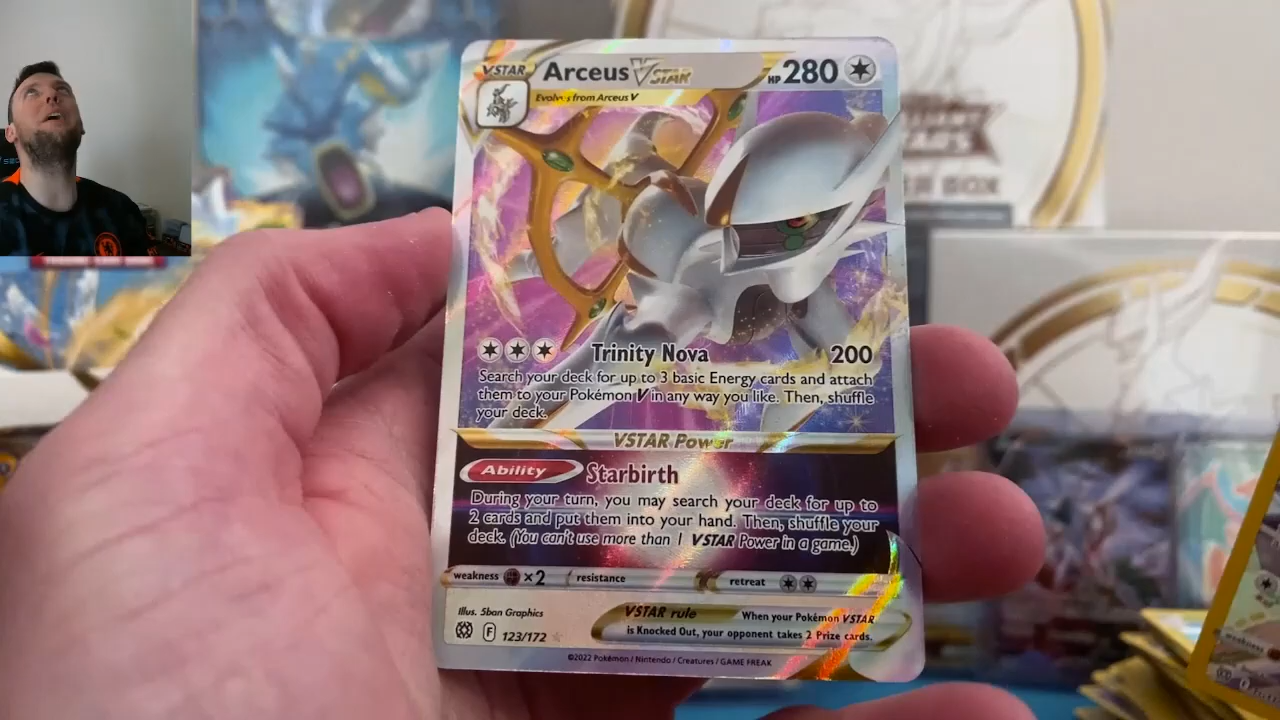 VSTAR Arceus VSTAR HP 280
Evolves from Arceus V
Trinity Nova 200
Search your deck for up to 3 basic Energy cards and attach
them to your Pokémon V in any way you like. Then, shuffle
your deck.
VSTAR Power
Ability Starbirth
During your turn, you may search your deck for up to
2 cards and put them into your hand. Then, shuffle your
deck. (You can't use more than 1 VSTAR Power in a game.)
weakness ×2 resistance retreat
Illus. 5ban Graphics
VSTAR rule When your Pokémon VSTAR
is Knocked Out, your opponent takes 2 Prize cards.
F 123/172
©2022 Pokémon / Nintendo / Creatures / GAME FREAK